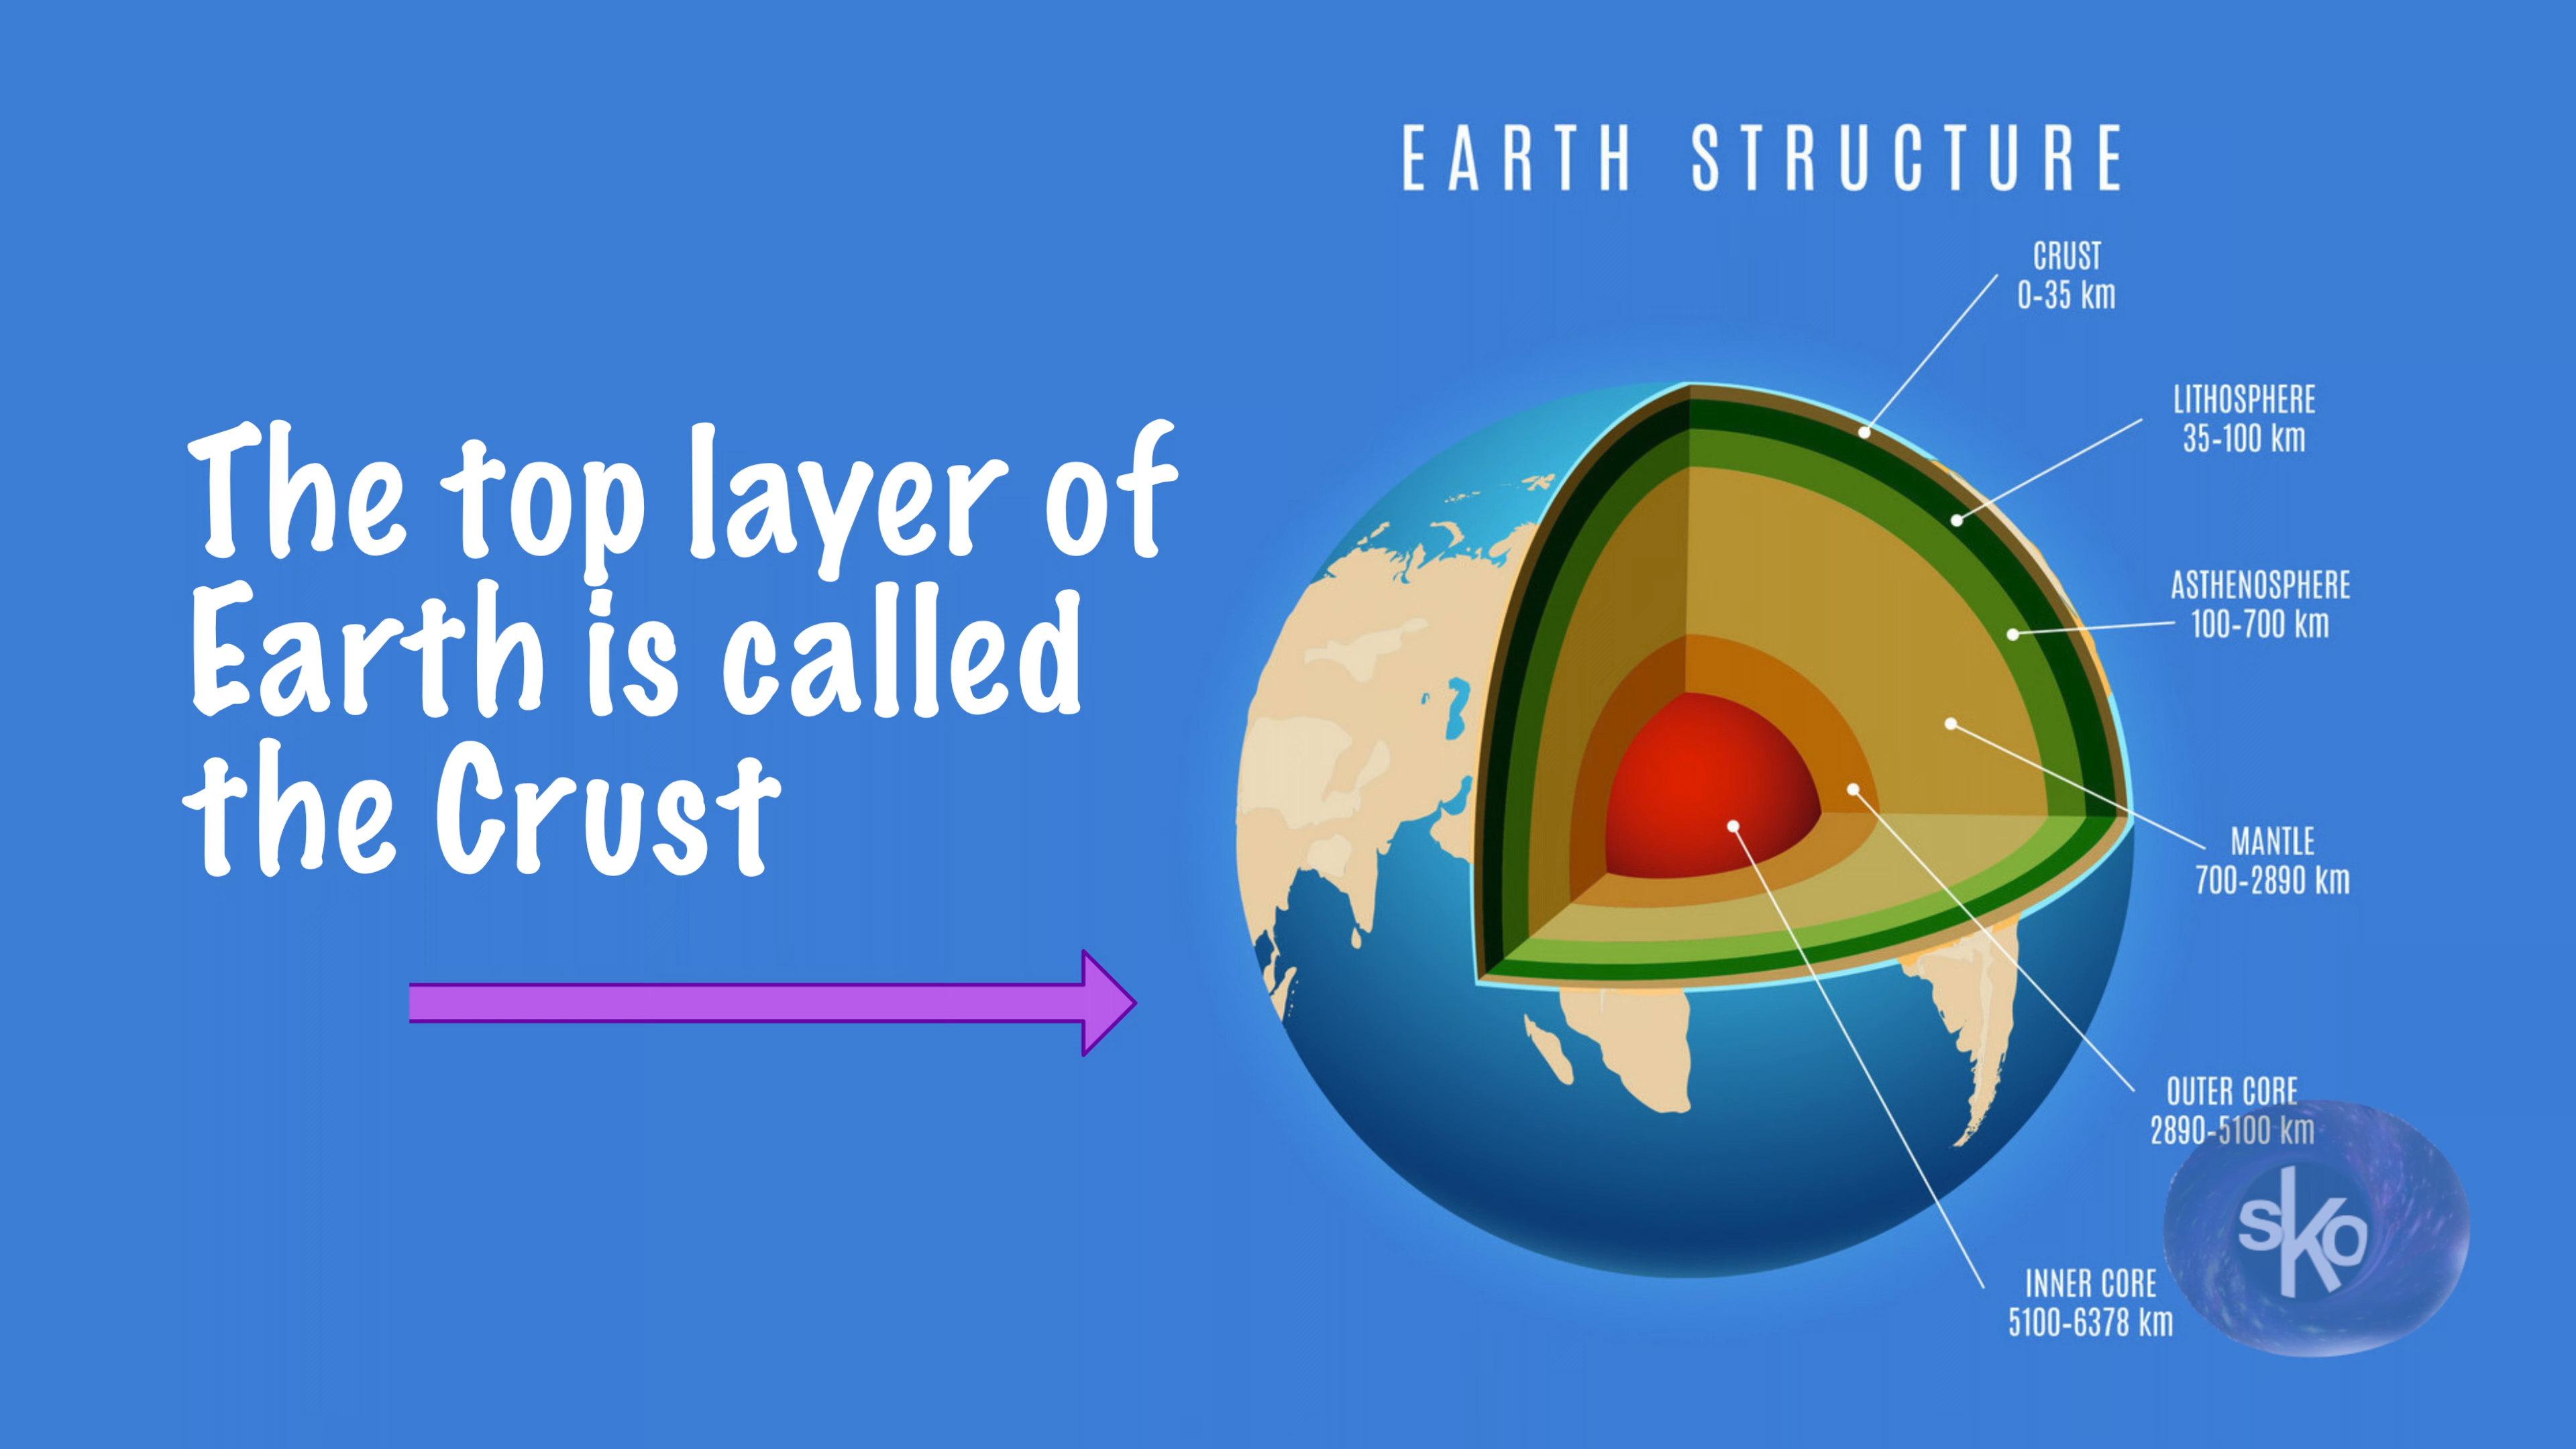 The top layer of
Earth is called
the Crust
EARTH STRUCTURE
CRUST
0-35 km
LITHOSPHERE
35-100 km
ASTHENOSPHERE
100-700 km
MANTLE
700-2890 km
OUTER CORE
2890-5100 km
INNER CORE
5100-6378 km
sKo